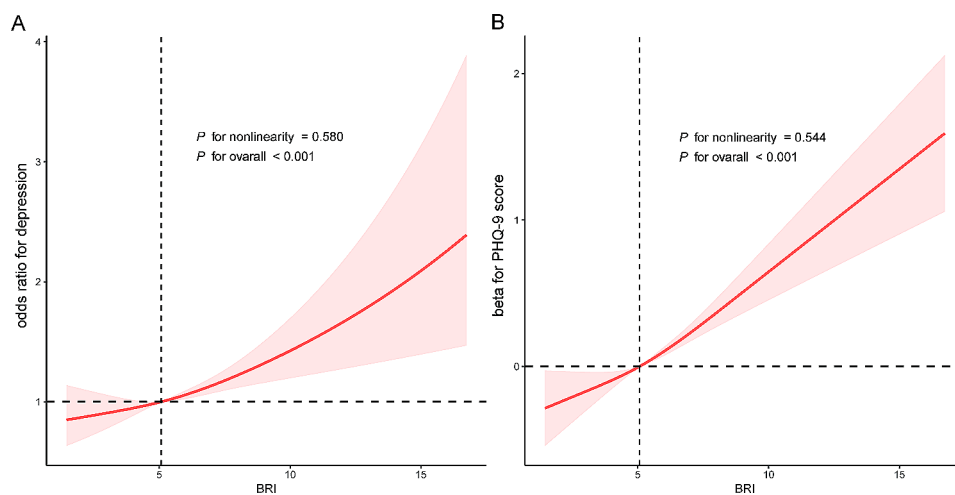 A
4
3
2
1
odds ratio for depression
P for nonlinearity = 0.580
P for ovarall < 0.001
5
10
15
BRI
B
2
1
0
beta for PHQ-9 score
P for nonlinearity = 0.544
P for ovarall < 0.001
5
10
15
BRI